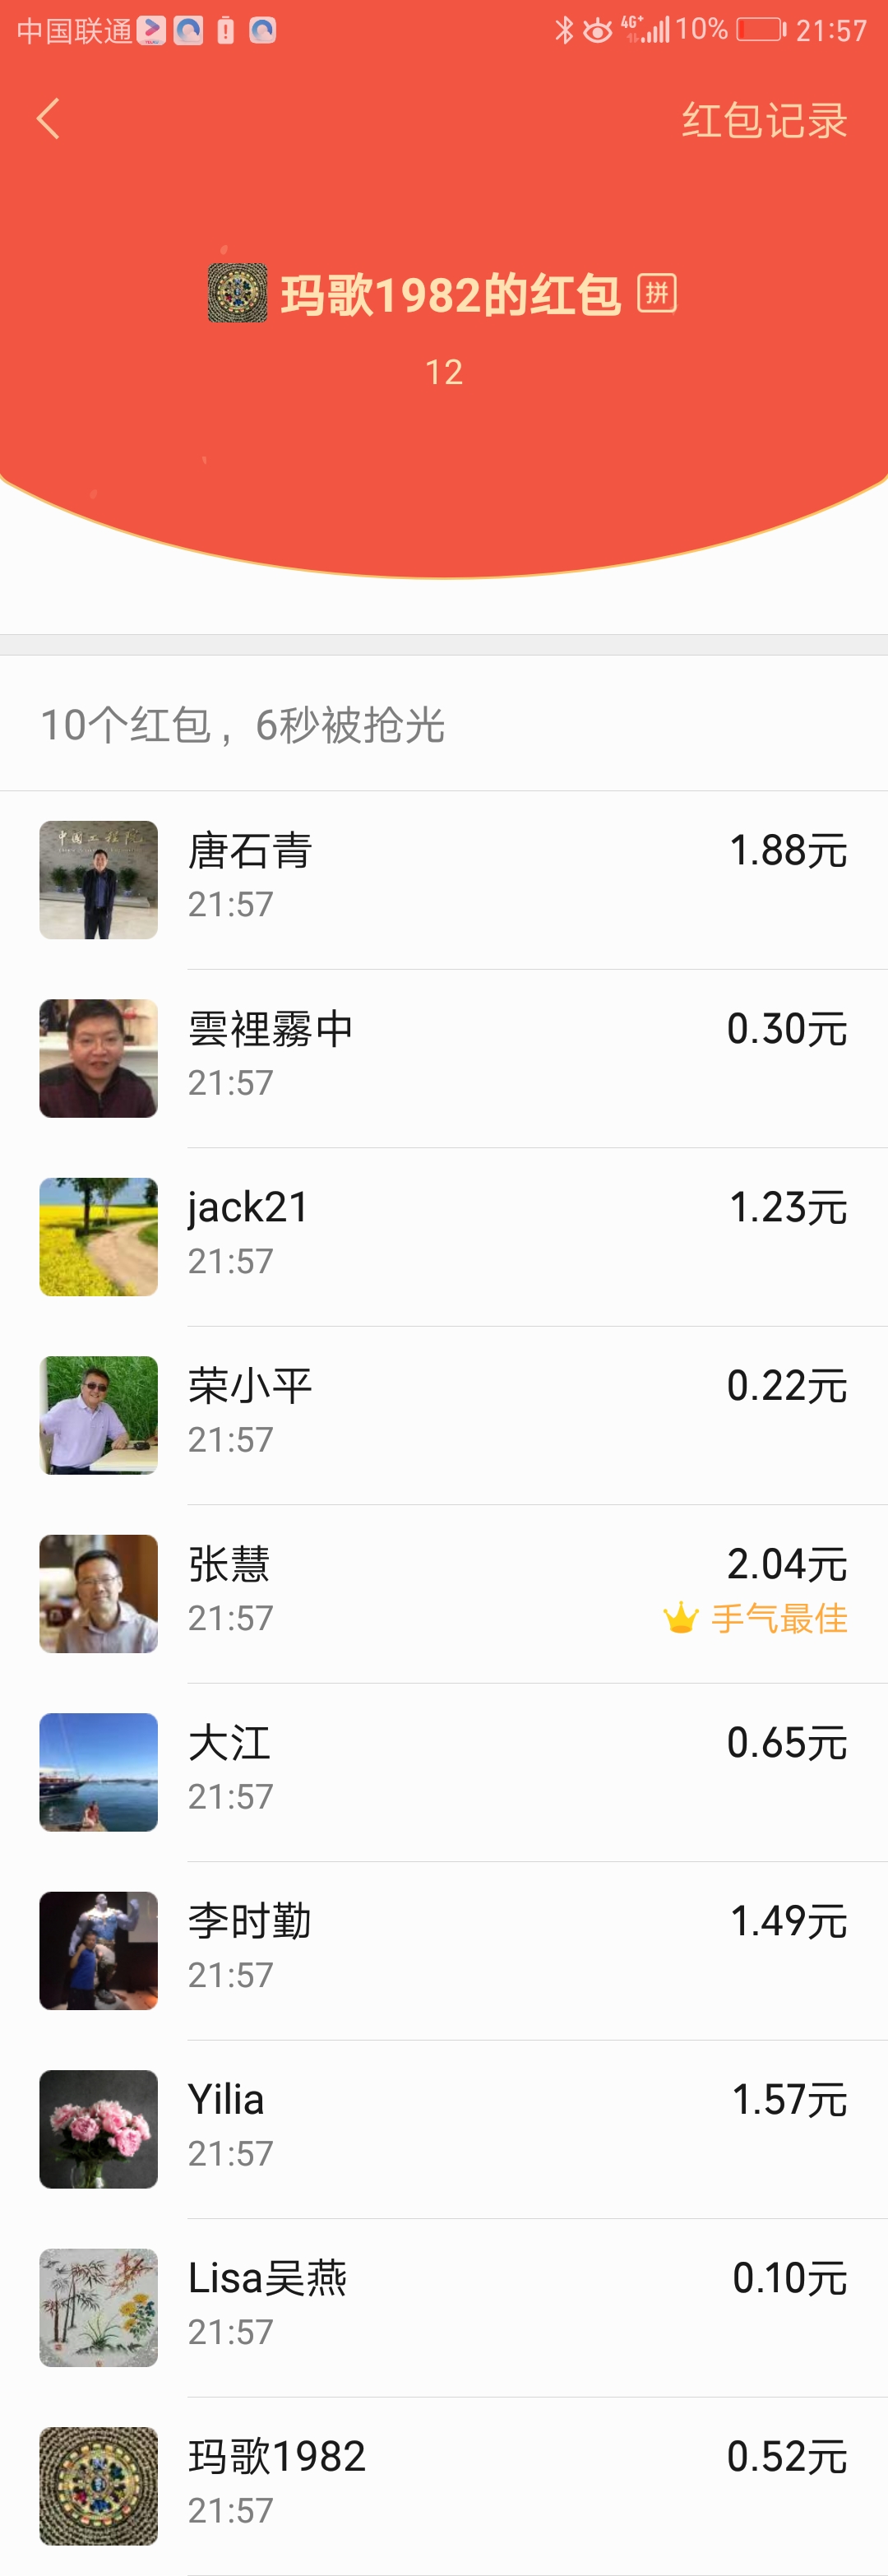 中国联通 4G+ 10% 21:57
红包记录
玛歌1982的红包 拼
12
10个红包，6秒被抢光
唐石青 1.88元
21:57
雲裡霧中 0.30元
21:57
jack21 1.23元
21:57
荣小平 0.22元
21:57
张慧 2.04元
21:57 手气最佳
大江 0.65元
21:57
李时勤 1.49元
21:57
Yilia 1.57元
21:57
Lisa吴燕 0.10元
21:57
玛歌1982 0.52元
21:57
中国工程院